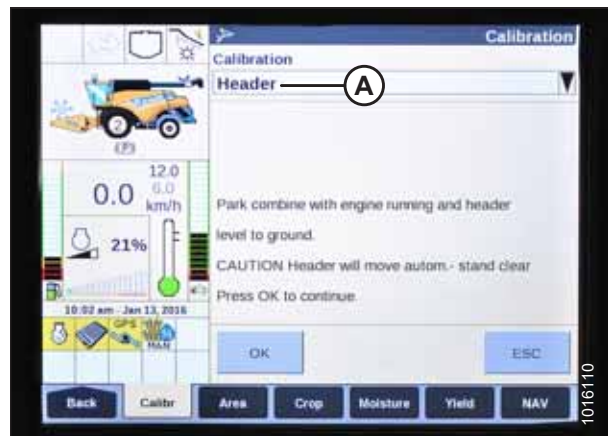 Calibration
Calibration
Header
A
2
(P)
12.0
6.0
0.0 km/h
21%
Park combine with engine running and header
level to ground.
CAUTION Header will move autom.- stand clear
Press OK to continue
10:02 am Jan 13, 2016
GPS
MAN
OK
ESC
Back
Calibr
Area
Crop
Moisture
Yield
NAV
1016110